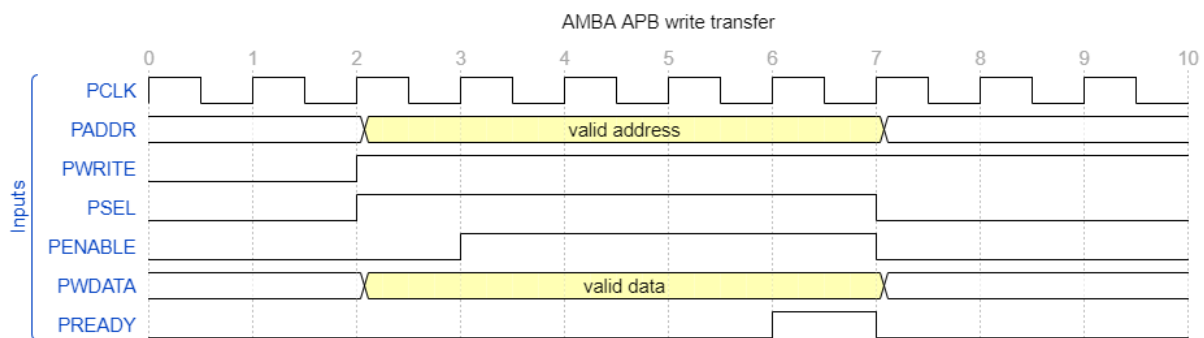 AMBA APB write transfer
0 1 2 3 4 5 6 7 8 9 10
Inputs
PCLK
PADDR valid address
PWRITE
PSEL
PENABLE
PWDATA valid data
PREADY